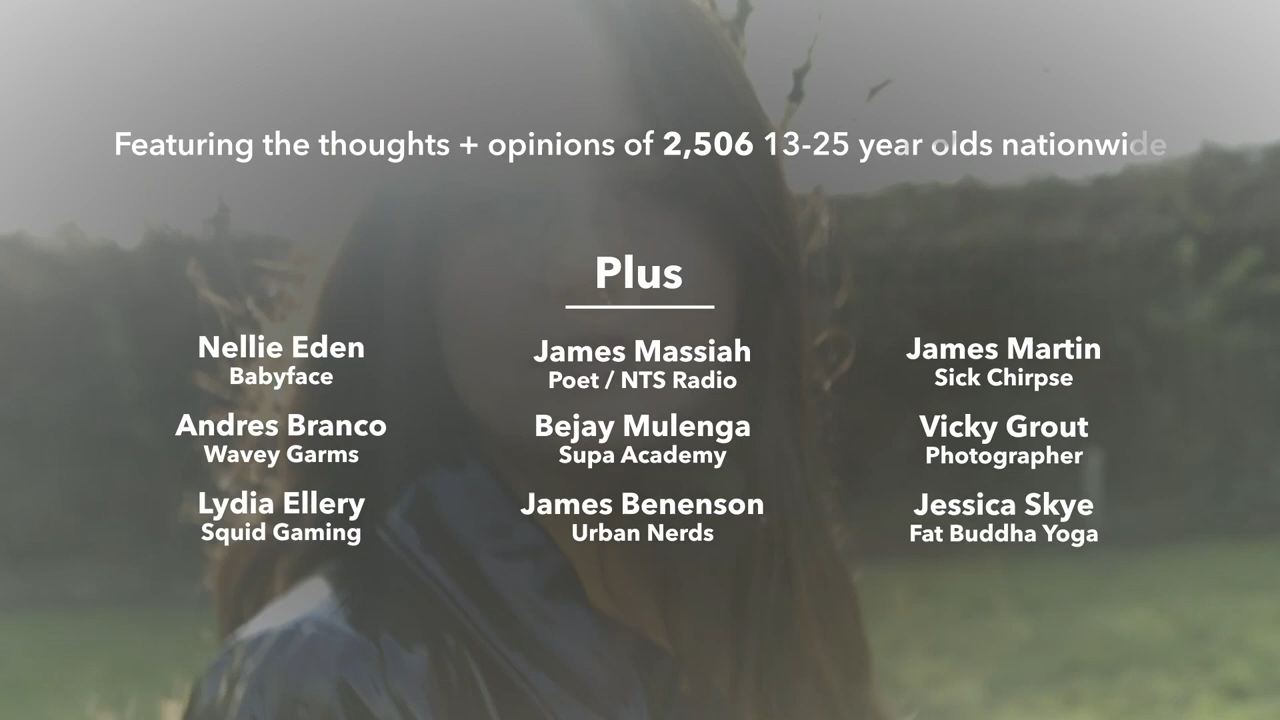 Featuring the thoughts + opinions of 2,506 13-25 year olds nationwide
Plus
Nellie Eden
Babyface
James Massiah
Poet / NTS Radio
James Martin
Sick Chirpse
Andres Branco
Wavey Garms
Bejay Mulenga
Supa Academy
Vicky Grout
Photographer
Lydia Ellery
Squid Gaming
James Benenson
Urban Nerds
Jessica Skye
Fat Buddha Yoga